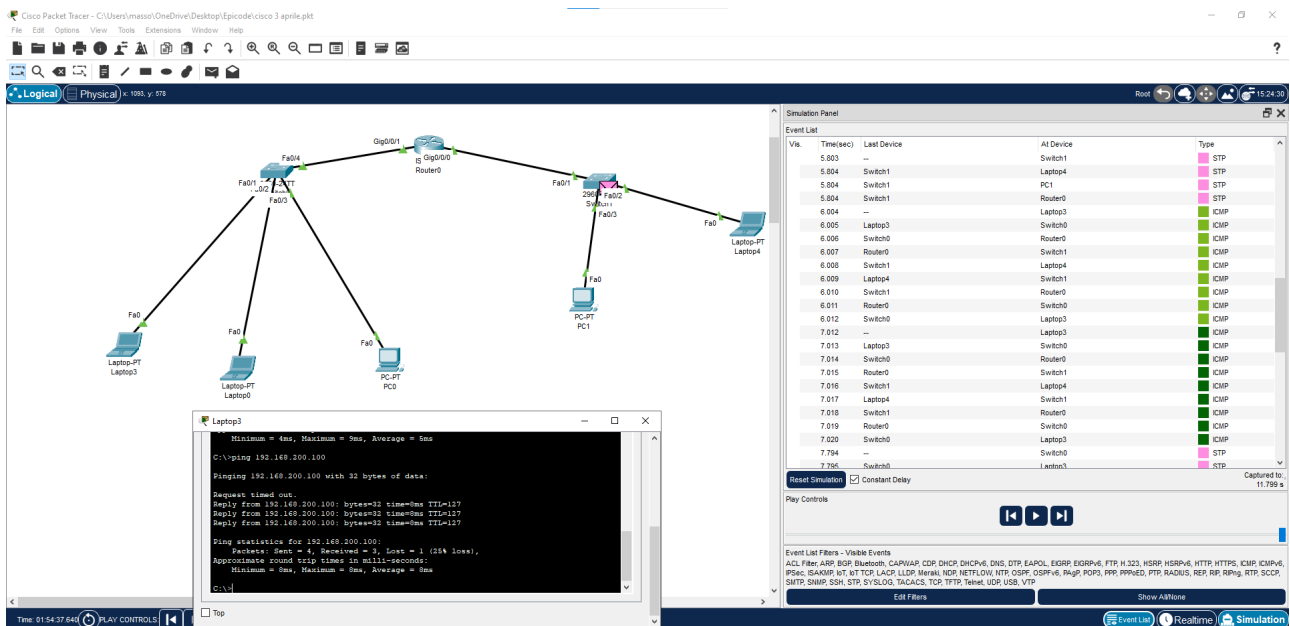 Cisco Packet Tracer - C:\Users\masso\OneDrive\Desktop\Epicode\cisco 3 aprile.pkt
File Edit Options View Tools Extensions Window Help
Logical Physical x: 1093, y: 578 Root 15:24:30
Simulation Panel
Event List
Vis. Time(sec) Last Device At Device Type
5.803 -- Switch1 STP
5.804 Switch1 Laptop4 STP
5.804 Switch1 PC1 STP
5.804 Switch1 Router0 STP
6.004 -- Laptop3 ICMP
6.005 Laptop3 Switch0 ICMP
6.006 Switch0 Router0 ICMP
6.007 Router0 Switch1 ICMP
6.008 Switch1 Laptop4 ICMP
6.009 Laptop4 Switch1 ICMP
6.010 Switch1 Router0 ICMP
6.011 Router0 Switch0 ICMP
6.012 Switch0 Laptop3 ICMP
7.012 -- Laptop3 ICMP
7.013 Laptop3 Switch0 ICMP
7.014 Switch0 Router0 ICMP
7.015 Router0 Switch1 ICMP
7.016 Switch1 Laptop4 ICMP
7.017 Laptop4 Switch1 ICMP
7.018 Switch1 Router0 ICMP
7.019 Router0 Switch0 ICMP
7.020 Switch0 Laptop3 ICMP
7.794 -- Switch0 STP
7.795 Switch0 Laptop3 STP
Reset Simulation Constant Delay Captured to:
11.799 s
Play Controls
Event List Filters - Visible Events
ACL Filter, ARP, BGP, Bluetooth, CAPWAP, CDP, DHCP, DHCPv6, DNS, DTP, EAPOL, EIGRP, EIGRPv6, FTP, H.323, HSRP, HSRPv6, HTTP, HTTPS, ICMP, ICMPv6,
IPSec, ISAKMP, IoT, IoT TCP, LACP, LLDP, Meraki, NDP, NETFLOW, NTP, OSPF, OSPFv6, PAgP, POP3, PPP, PPPoED, PTP, RADIUS, REP, RIP, RIPng, RTP, SCCP,
SMTP, SNMP, SSH, STP, SYSLOG, TACACS, TCP, TFTP, Telnet, UDP, USB, VTP
Edit Filters Show All/None
Gig0/0/1
Gig0/0/0
Router0
Fa0/4
Fa0/1
Fa0/3
Fa0/1
Fa0/2
Fa0/3
Fa0
Laptop-PT
Laptop4
Fa0
PC-PT
PC1
Fa0
Laptop-PT
Laptop3
Fa0
Laptop-PT
Laptop0
Fa0
PC-PT
PC0
Laptop3
Minimum = 4ms, Maximum = 9ms, Average = 5ms
C:\>ping 192.168.200.100
Pinging 192.168.200.100 with 32 bytes of data:
Request timed out.
Reply from 192.168.200.100: bytes=32 time=8ms TTL=127
Reply from 192.168.200.100: bytes=32 time=8ms TTL=127
Reply from 192.168.200.100: bytes=32 time=8ms TTL=127
Ping statistics for 192.168.200.100:
Packets: Sent = 4, Received = 3, Lost = 1 (25% loss),
Approximate round trip times in milli-seconds:
Minimum = 8ms, Maximum = 8ms, Average = 8ms
C:\>
Top
Time: 01:54:37.640 PLAY CONTROLS: Event List Realtime Simulation